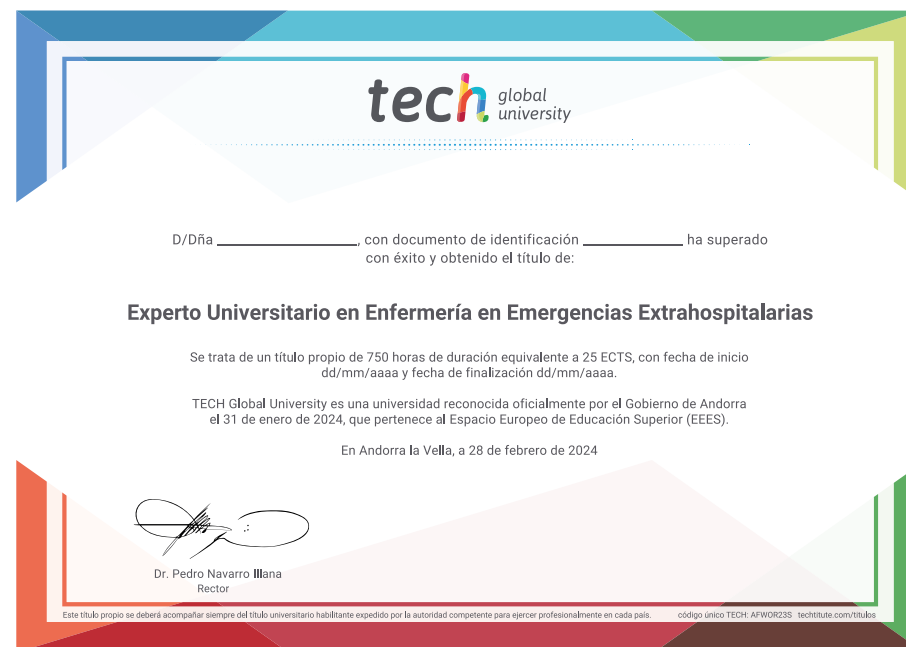 tech global university
D/Dña ____________________, con documento de identificación ______________ ha superado
con éxito y obtenido el título de:
Experto Universitario en Enfermería en Emergencias Extrahospitalarias
Se trata de un título propio de 750 horas de duración equivalente a 25 ECTS, con fecha de inicio
dd/mm/aaaa y fecha de finalización dd/mm/aaaa.
TECH Global University es una universidad reconocida oficialmente por el Gobierno de Andorra
el 31 de enero de 2024, que pertenece al Espacio Europeo de Educación Superior (EEES).
En Andorra la Vella, a 28 de febrero de 2024
Dr. Pedro Navarro Illana
Rector
Este título propio se deberá acompañar siempre del título universitario habilitante expedido por la autoridad competente para ejercer profesionalmente en cada país. código único TECH: AFWOR23S techtitute.com/titulos